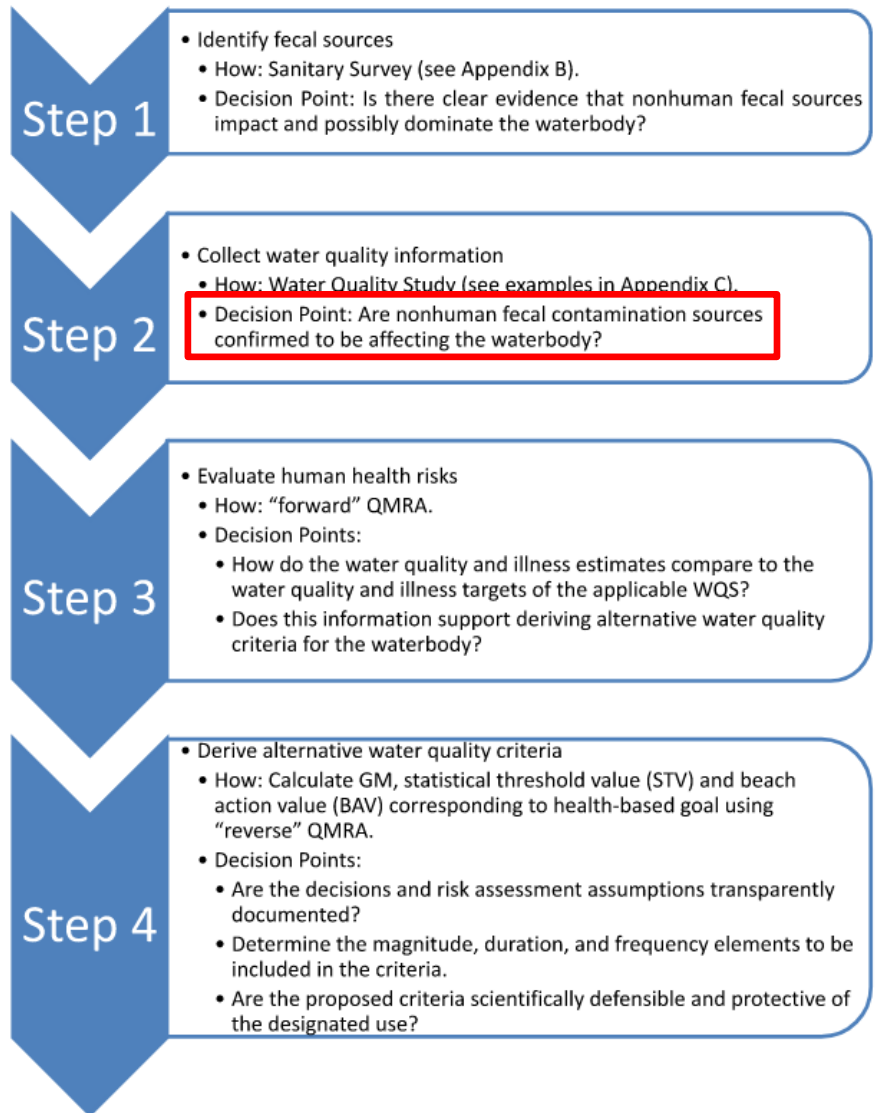 Step 1
• Identify fecal sources
• How: Sanitary Survey (see Appendix B).
• Decision Point: Is there clear evidence that nonhuman fecal sources
impact and possibly dominate the waterbody?
Step 2
• Collect water quality information
• How: Water Quality Study (see examples in Appendix C).
• Decision Point: Are nonhuman fecal contamination sources
confirmed to be affecting the waterbody?
Step 3
• Evaluate human health risks
• How: “forward” QMRA.
• Decision Points:
• How do the water quality and illness estimates compare to the
water quality and illness targets of the applicable WQS?
• Does this information support deriving alternative water quality
criteria for the waterbody?
Step 4
• Derive alternative water quality criteria
• How: Calculate GM, statistical threshold value (STV) and beach
action value (BAV) corresponding to health-based goal using
“reverse” QMRA.
• Decision Points:
• Are the decisions and risk assessment assumptions transparently
documented?
• Determine the magnitude, duration, and frequency elements to be
included in the criteria.
• Are the proposed criteria scientifically defensible and protective of
the designated use?